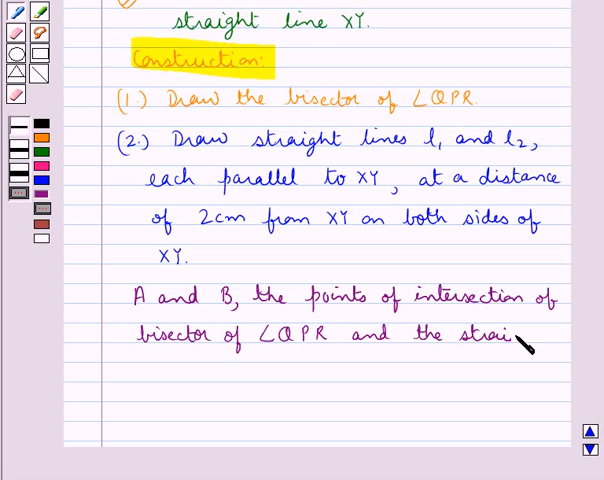 straight line XY.
Construction:
(1.) Draw the bisector of ∠QPR.
(2.) Draw straight lines l₁ and l₂,
each parallel to XY, at a distance
of 2cm from XY on both sides of
XY.
A and B, the points of intersection of
bisector of ∠QPR and the strai